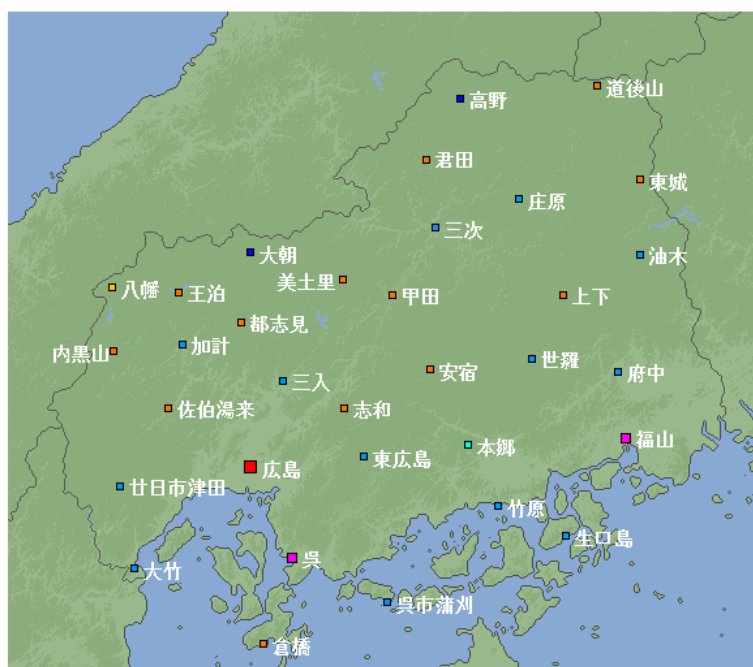 道後山
高野
君田
東城
庄原
三次
大朝
油木
美土里
八幡
王泊
甲田
上下
都志見
加計
内黒山
世羅
安宿
府中
三入
佐伯湯来
志和
福山
本郷
東広島
広島
廿日市津田
竹原
生口島
呉
大竹
呉市蒲刈
倉橋